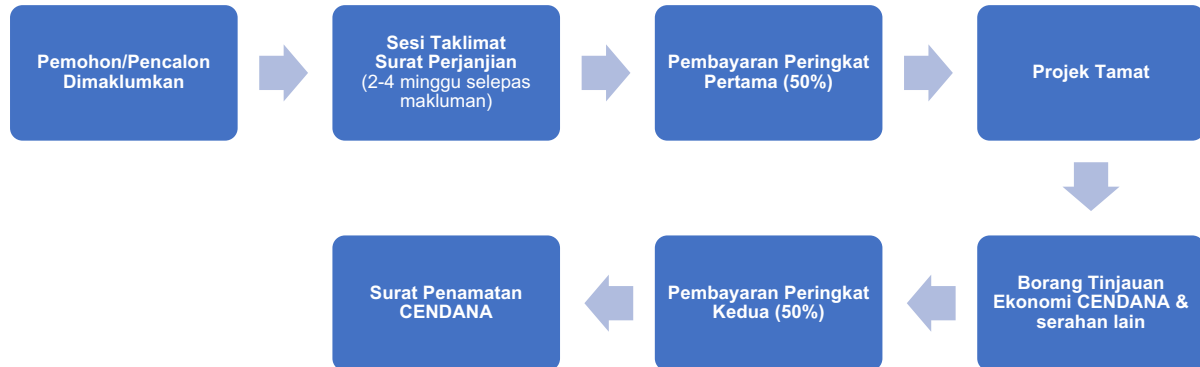 Pemohon/Pencalon
Dimaklumkan
Sesi Taklimat
Surat Perjanjian
(2-4 minggu selepas
makluman)
Pembayaran Peringkat
Pertama (50%)
Projek Tamat
Borang Tinjauan
Ekonomi CENDANA &
serahan lain
Pembayaran Peringkat
Kedua (50%)
Surat Penamatan
CENDANA